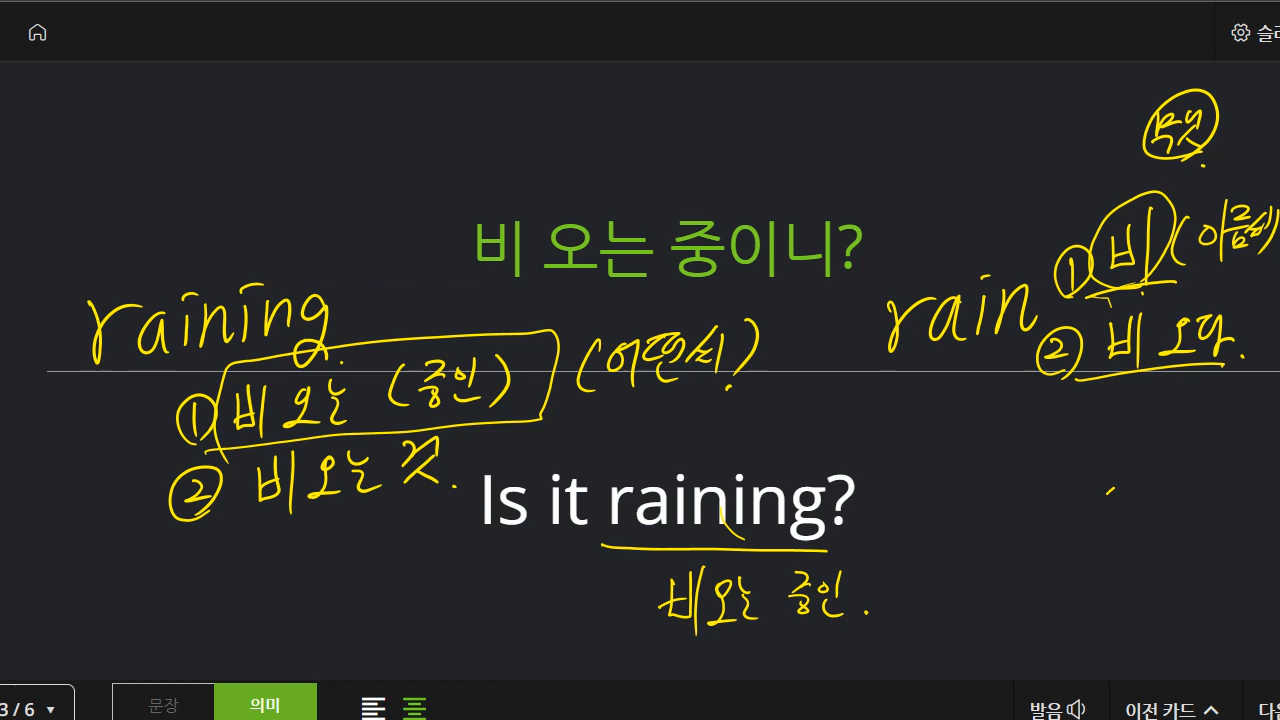 슬
무엇.
비 오는 중이니?
① 비 (이름씨)
② 비 오다.
rain
raining.
① 비 오는 (중인) (어떤씨.)
② 비 오는 것.
Is it raining?
비오는 중인.
3 / 6 ▼
문장
의미
발음
이전 카드
다